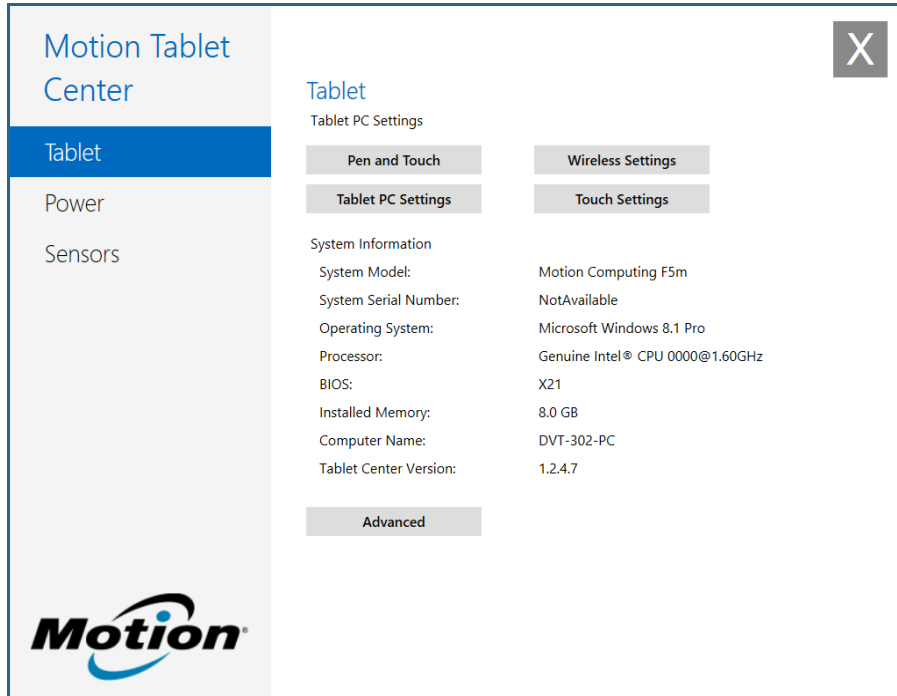 Motion Tablet
Center
X
Tablet
Power
Sensors
Tablet
Tablet PC Settings
Pen and Touch
Wireless Settings
Tablet PC Settings
Touch Settings
System Information
System Model: Motion Computing F5m
System Serial Number: NotAvailable
Operating System: Microsoft Windows 8.1 Pro
Processor: Genuine Intel® CPU 0000@1.60GHz
BIOS: X21
Installed Memory: 8.0 GB
Computer Name: DVT-302-PC
Tablet Center Version: 1.2.4.7
Advanced
Motion